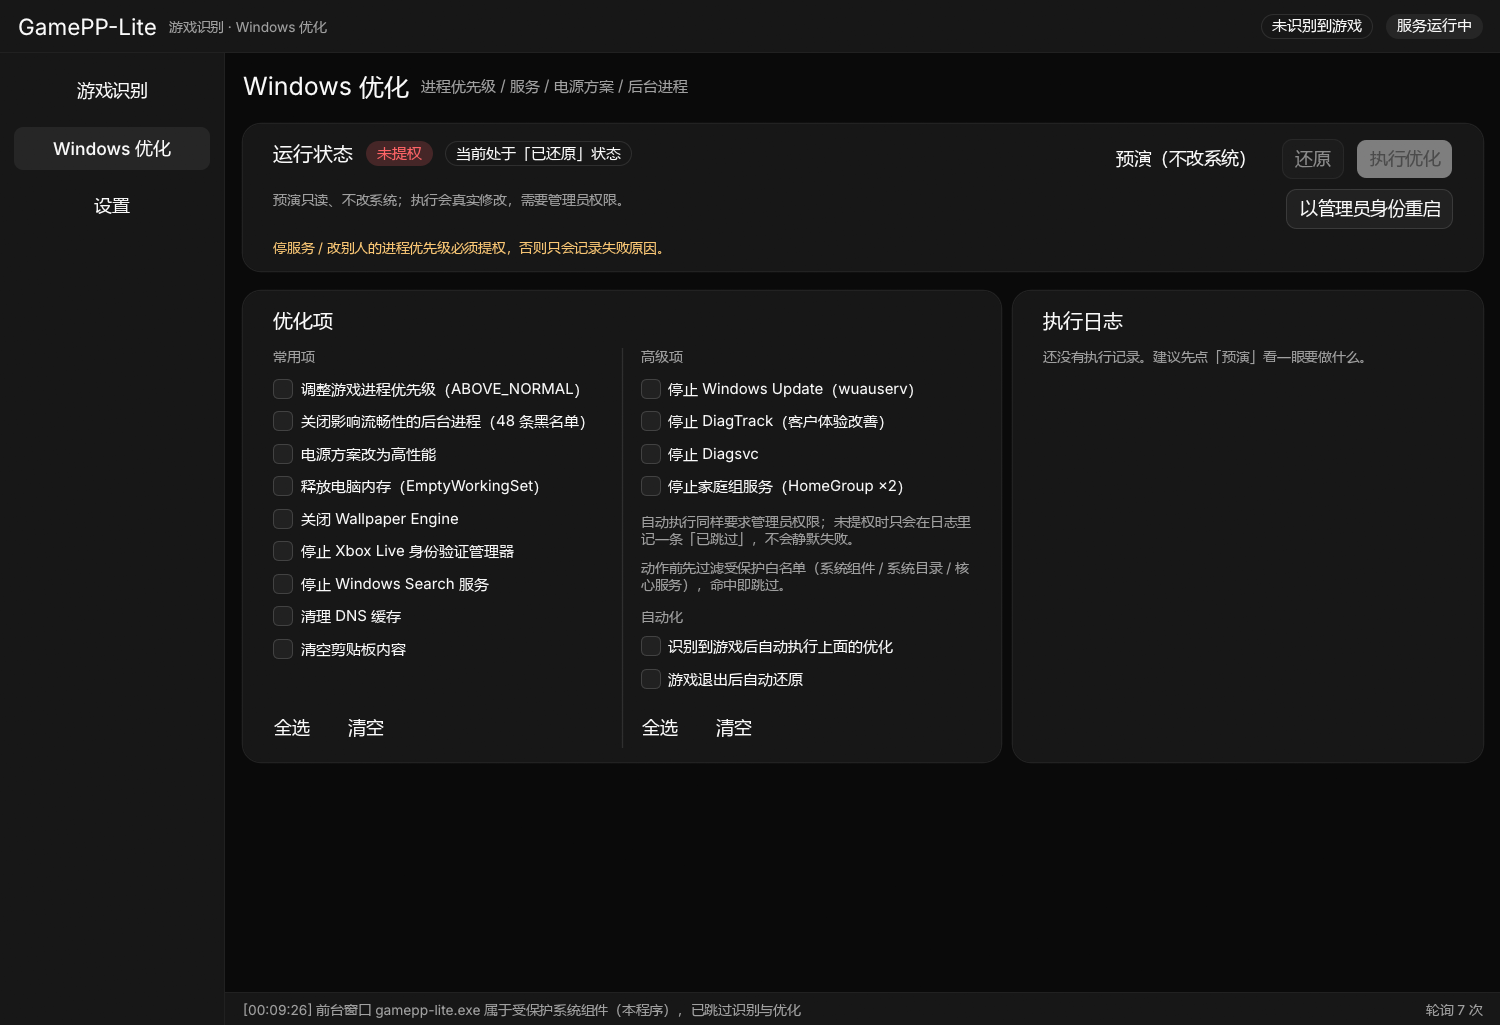 GamePP-Lite 游戏识别 · Windows 优化
未识别到游戏 服务运行中
游戏识别
Windows 优化
设置
Windows 优化 进程优先级 / 服务 / 电源方案 / 后台进程
运行状态 未提权 当前处于「已还原」状态
预演（不改系统） 还原 执行优化
以管理员身份重启
预演只读、不改系统；执行会真实修改，需要管理员权限。
停服务 / 改别人的进程优先级必须提权，否则只会记录失败原因。
优化项
常用项
调整游戏进程优先级（ABOVE_NORMAL）
关闭影响流畅性的后台进程（48 条黑名单）
电源方案改为高性能
释放电脑内存（EmptyWorkingSet）
关闭 Wallpaper Engine
停止 Xbox Live 身份验证管理器
停止 Windows Search 服务
清理 DNS 缓存
清空剪贴板内容
全选 清空
高级项
停止 Windows Update（wuauserv）
停止 DiagTrack（客户体验改善）
停止 Diagsvc
停止家庭组服务（HomeGroup ×2）
自动执行同样要求管理员权限；未提权时只会在日志里
记一条「已跳过」，不会静默失败。
动作前先过滤受保护白名单（系统组件 / 系统目录 / 核
心服务），命中即跳过。
自动化
识别到游戏后自动执行上面的优化
游戏退出后自动还原
全选 清空
执行日志
还没有执行记录。建议先点「预演」看一眼要做什么。
[00:09:26] 前台窗口 gamepp-lite.exe 属于受保护系统组件（本程序），已跳过识别与优化
轮询 7 次